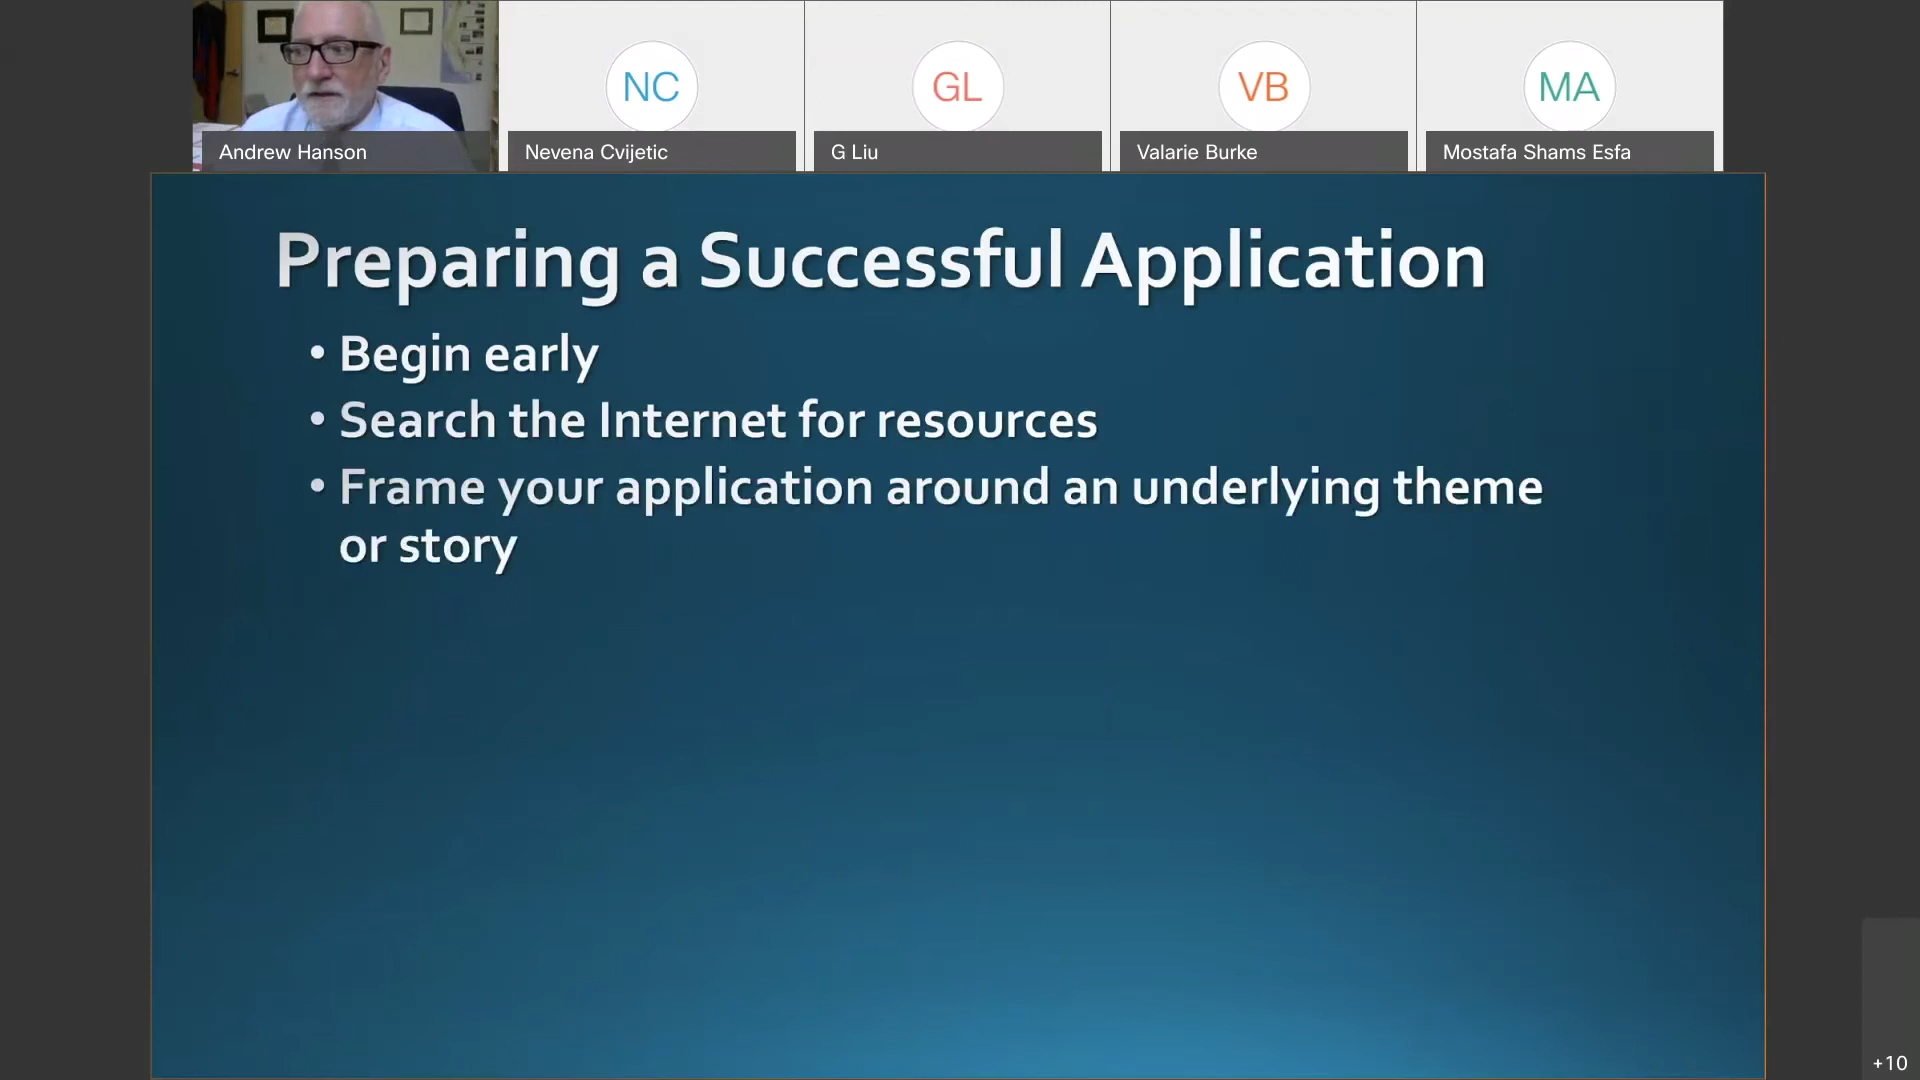 NC
GL
VB
MA
Andrew Hanson
Nevena Cvijetic
G Liu
Valarie Burke
Mostafa Shams Esfa
Preparing a Successful Application
• Begin early
• Search the Internet for resources
• Frame your application around an underlying theme
or story
+10